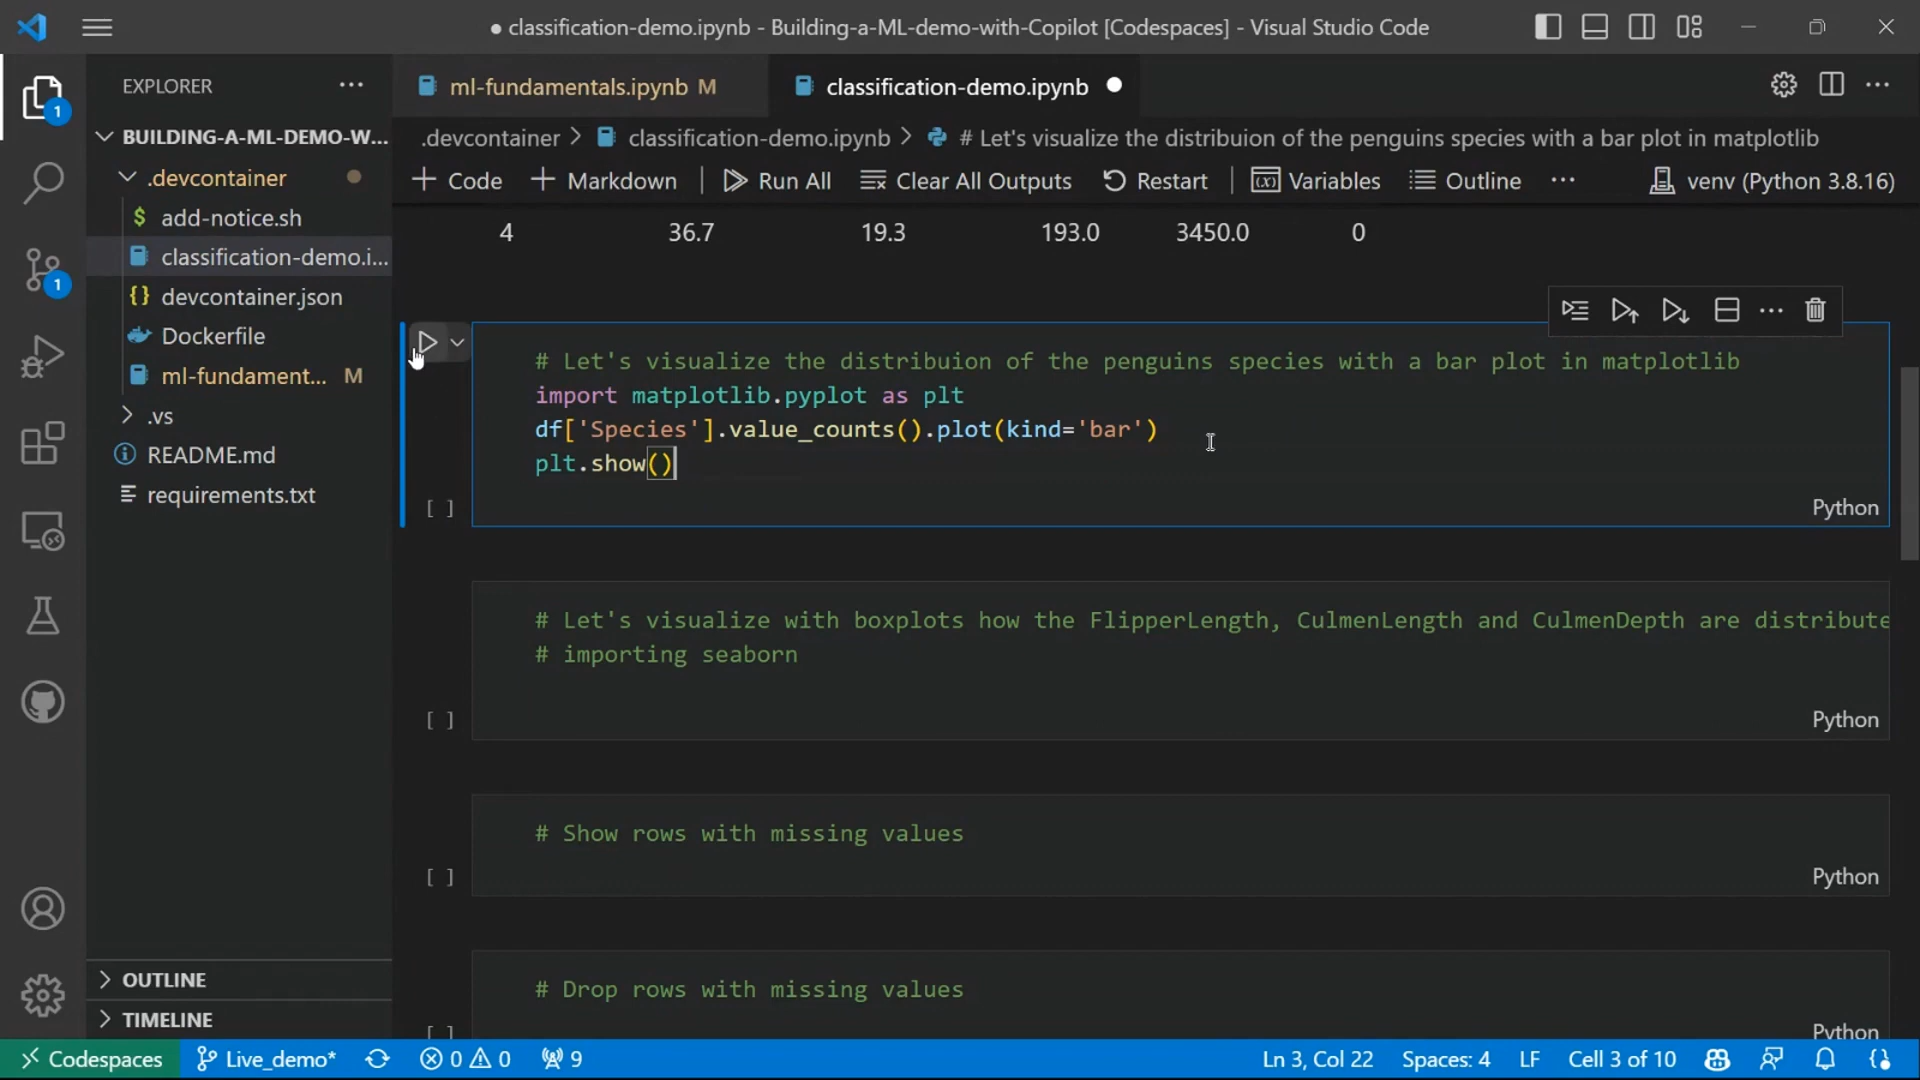 ● classification-demo.ipynb - Building-a-ML-demo-with-Copilot [Codespaces] - Visual Studio Code
EXPLORER
ml-fundamentals.ipynb M
classification-demo.ipynb
BUILDING-A-ML-DEMO-W...
.devcontainer
add-notice.sh
classification-demo.i...
devcontainer.json
Dockerfile
ml-fundament... M
.vs
README.md
requirements.txt
OUTLINE
TIMELINE
1
1
.devcontainer > classification-demo.ipynb > # Let's visualize the distribuion of the penguins species with a bar plot in matplotlib
+ Code + Markdown | Run All Clear All Outputs Restart | Variables Outline ... venv (Python 3.8.16)
4 36.7 19.3 193.0 3450.0 0
# Let's visualize the distribuion of the penguins species with a bar plot in matplotlib
import matplotlib.pyplot as plt
df['Species'].value_counts().plot(kind='bar')
plt.show()
[ ] Python
# Let's visualize with boxplots how the FlipperLength, CulmenLength and CulmenDepth are distribute
# importing seaborn
[ ] Python
# Show rows with missing values
[ ] Python
# Drop rows with missing values
[ ] Python
Codespaces Live_demo* 0 0 9 Ln 3, Col 22 Spaces: 4 LF Cell 3 of 10